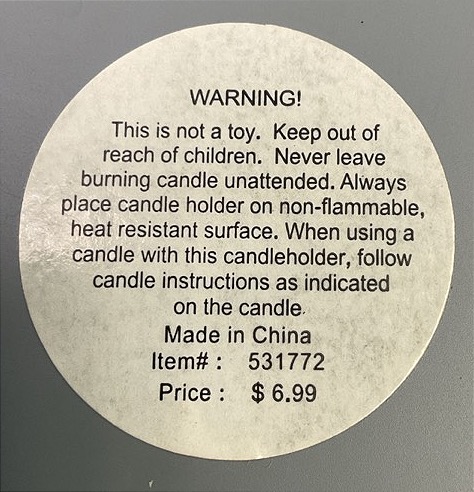 WARNING!
This is not a toy. Keep out of
reach of children. Never leave
burning candle unattended. Always
place candle holder on non-flammable,
heat resistant surface. When using a
candle with this candleholder, follow
candle instructions as indicated
on the candle.
Made in China
Item# : 531772
Price : $ 6.99